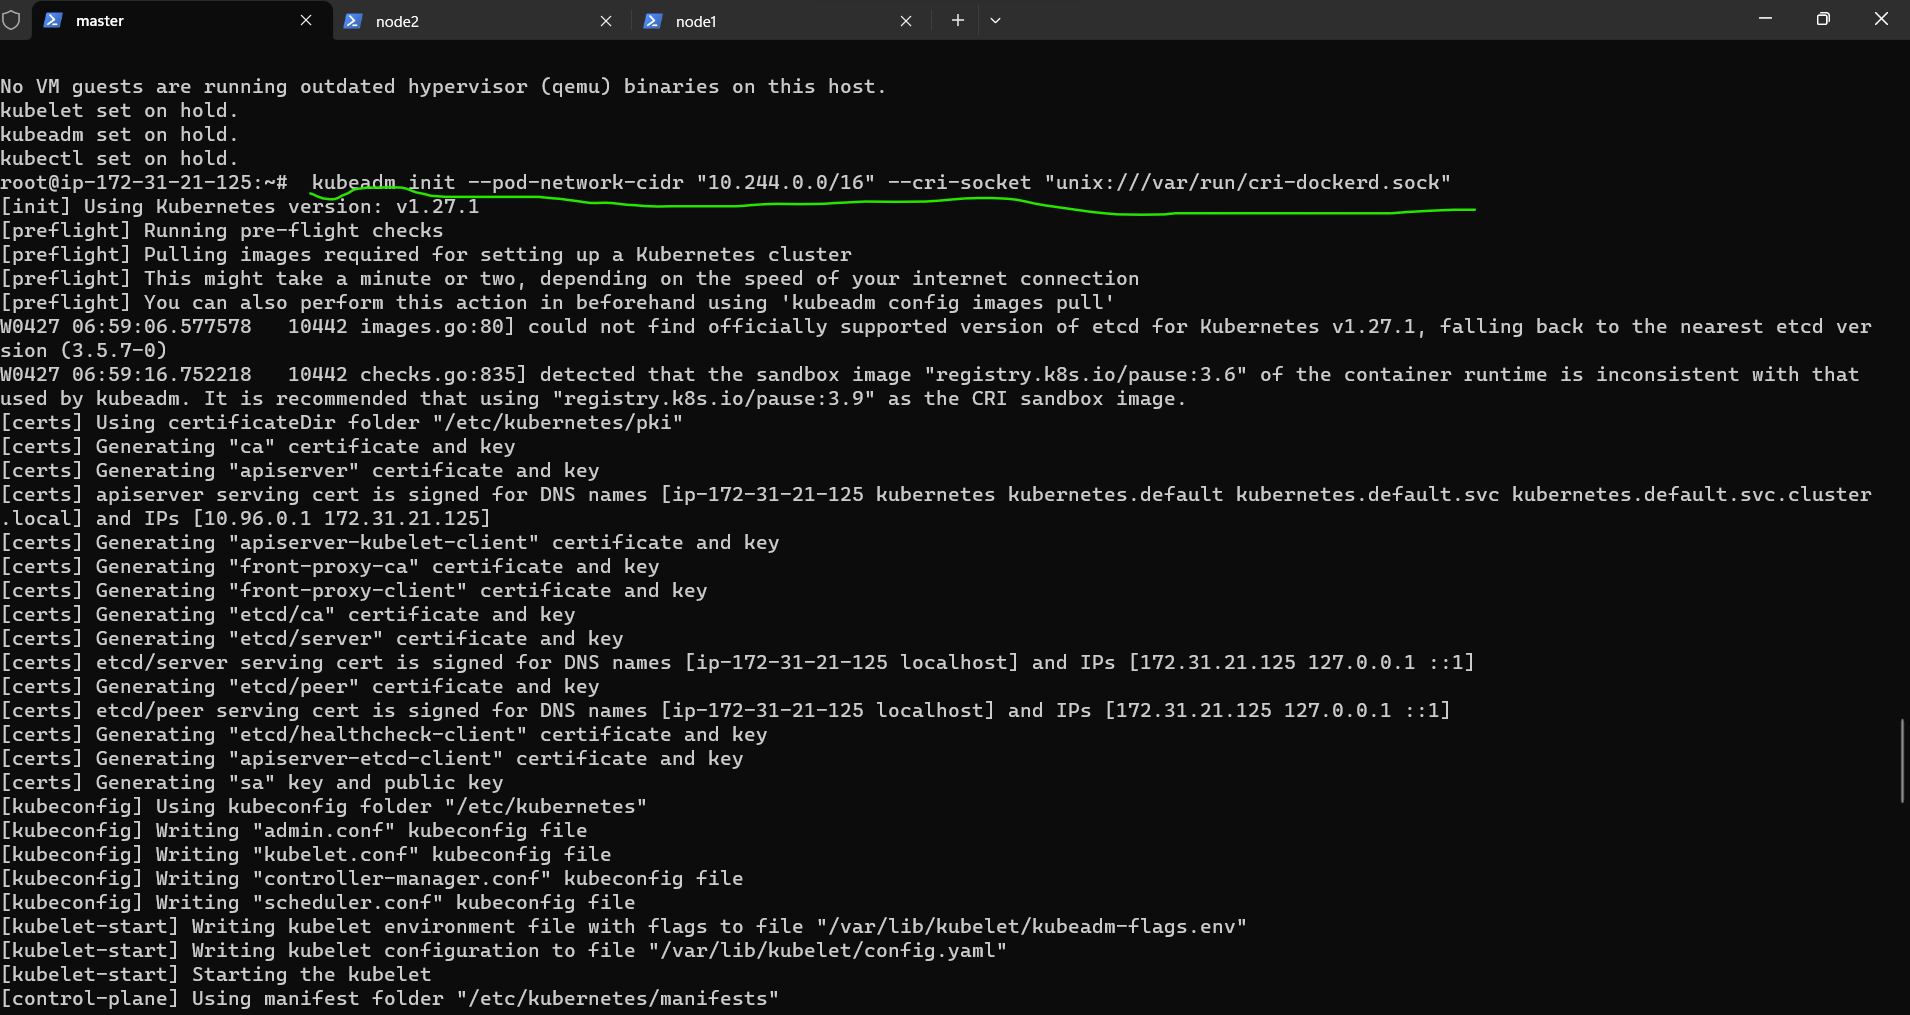 master
node2
node1
No VM guests are running outdated hypervisor (qemu) binaries on this host.
kubelet set on hold.
kubeadm set on hold.
kubectl set on hold.
root@ip-172-31-21-125:~#  kubeadm init --pod-network-cidr "10.244.0.0/16" --cri-socket "unix:///var/run/cri-dockerd.sock"
[init] Using Kubernetes version: v1.27.1
[preflight] Running pre-flight checks
[preflight] Pulling images required for setting up a Kubernetes cluster
[preflight] This might take a minute or two, depending on the speed of your internet connection
[preflight] You can also perform this action in beforehand using 'kubeadm config images pull'
W0427 06:59:06.577578   10442 images.go:80] could not find officially supported version of etcd for Kubernetes v1.27.1, falling back to the nearest etcd ver
sion (3.5.7-0)
W0427 06:59:16.752218   10442 checks.go:835] detected that the sandbox image "registry.k8s.io/pause:3.6" of the container runtime is inconsistent with that
used by kubeadm. It is recommended that using "registry.k8s.io/pause:3.9" as the CRI sandbox image.
[certs] Using certificateDir folder "/etc/kubernetes/pki"
[certs] Generating "ca" certificate and key
[certs] Generating "apiserver" certificate and key
[certs] apiserver serving cert is signed for DNS names [ip-172-31-21-125 kubernetes kubernetes.default kubernetes.default.svc kubernetes.default.svc.cluster
.local] and IPs [10.96.0.1 172.31.21.125]
[certs] Generating "apiserver-kubelet-client" certificate and key
[certs] Generating "front-proxy-ca" certificate and key
[certs] Generating "front-proxy-client" certificate and key
[certs] Generating "etcd/ca" certificate and key
[certs] Generating "etcd/server" certificate and key
[certs] etcd/server serving cert is signed for DNS names [ip-172-31-21-125 localhost] and IPs [172.31.21.125 127.0.0.1 ::1]
[certs] Generating "etcd/peer" certificate and key
[certs] etcd/peer serving cert is signed for DNS names [ip-172-31-21-125 localhost] and IPs [172.31.21.125 127.0.0.1 ::1]
[certs] Generating "etcd/healthcheck-client" certificate and key
[certs] Generating "apiserver-etcd-client" certificate and key
[certs] Generating "sa" key and public key
[kubeconfig] Using kubeconfig folder "/etc/kubernetes"
[kubeconfig] Writing "admin.conf" kubeconfig file
[kubeconfig] Writing "kubelet.conf" kubeconfig file
[kubeconfig] Writing "controller-manager.conf" kubeconfig file
[kubeconfig] Writing "scheduler.conf" kubeconfig file
[kubelet-start] Writing kubelet environment file with flags to file "/var/lib/kubelet/kubeadm-flags.env"
[kubelet-start] Writing kubelet configuration to file "/var/lib/kubelet/config.yaml"
[kubelet-start] Starting the kubelet
[control-plane] Using manifest folder "/etc/kubernetes/manifests"